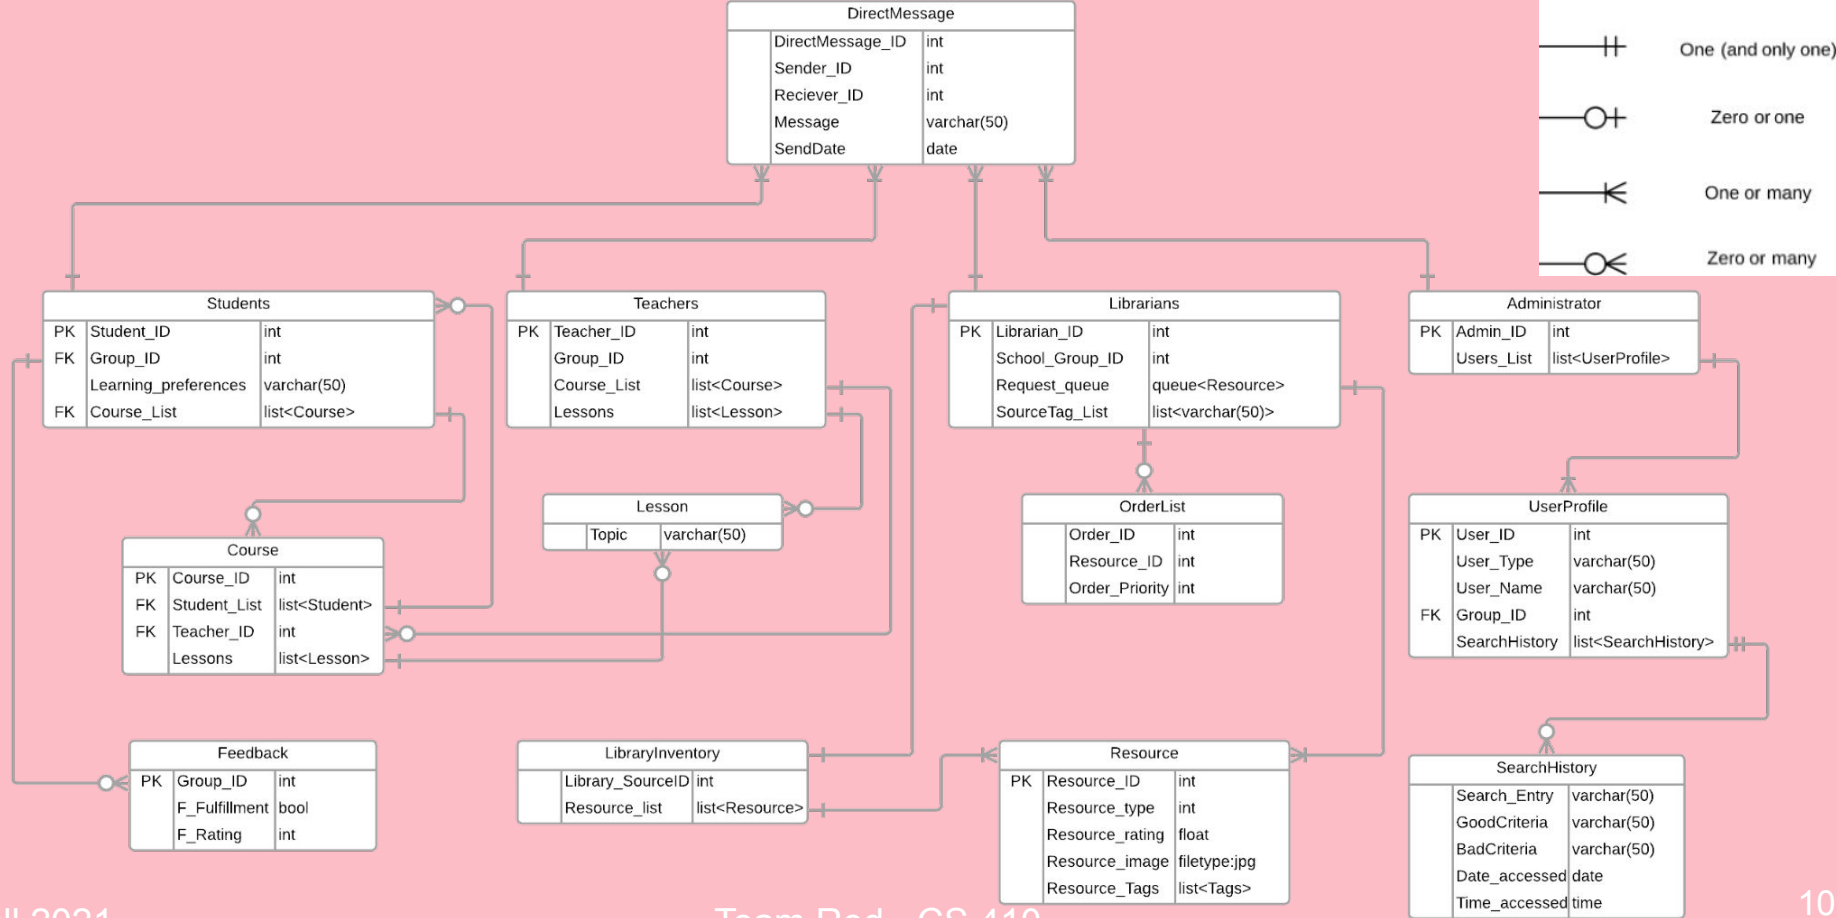 DirectMessage
DirectMessage_ID int
Sender_ID int
Reciever_ID int
Message varchar(50)
SendDate date
One (and only one)
Zero or one
One or many
Zero or many
Students
PK Student_ID int
FK Group_ID int
Learning_preferences varchar(50)
FK Course_List list<Course>
Teachers
PK Teacher_ID int
Group_ID int
Course_List list<Course>
Lessons list<Lesson>
Librarians
PK Librarian_ID int
School_Group_ID int
Request_queue queue<Resource>
SourceTag_List list<varchar(50)>
Administrator
PK Admin_ID int
Users_List list<UserProfile>
Lesson
Topic varchar(50)
OrderList
Order_ID int
Resource_ID int
Order_Priority int
UserProfile
PK User_ID int
User_Type varchar(50)
User_Name varchar(50)
FK Group_ID int
SearchHistory list<SearchHistory>
Course
PK Course_ID int
FK Student_List list<Student>
FK Teacher_ID int
Lessons list<Lesson>
Feedback
PK Group_ID int
F_Fulfillment bool
F_Rating int
LibraryInventory
Library_SourceID int
Resource_list list<Resource>
Resource
PK Resource_ID int
Resource_type int
Resource_rating float
Resource_image filetype:jpg
Resource_Tags list<Tags>
SearchHistory
Search_Entry varchar(50)
GoodCriteria varchar(50)
BadCriteria varchar(50)
Date_accessed date
Time_accessed time
2021
Team Red - CS 410
10